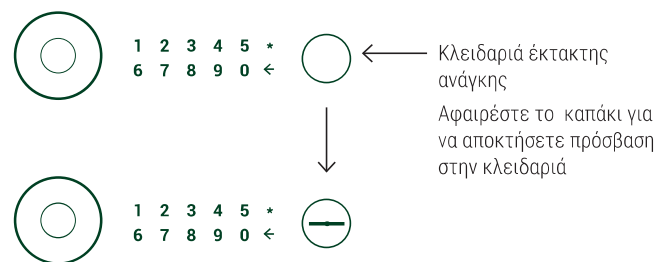 1 2 3 4 5 *
6 7 8 9 0 ←
Κλειδαριά έκτακτης
ανάγκης
Αφαιρέστε το καπάκι για
να αποκτήσετε πρόσβαση
στην κλειδαριά
1 2 3 4 5 *
6 7 8 9 0 ←